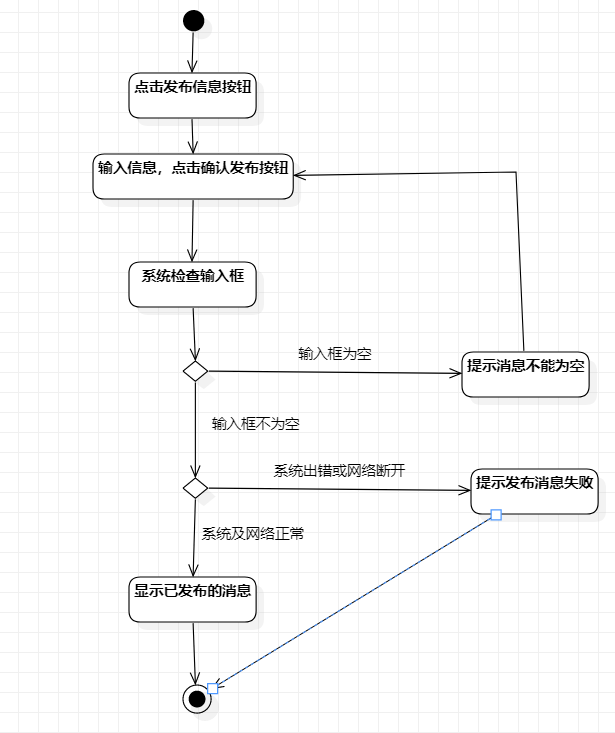 点击发布信息按钮
输入信息，点击确认发布按钮
系统检查输入框
输入框为空
提示消息不能为空
输入框不为空
系统出错或网络断开
提示发布消息失败
系统及网络正常
显示已发布的消息